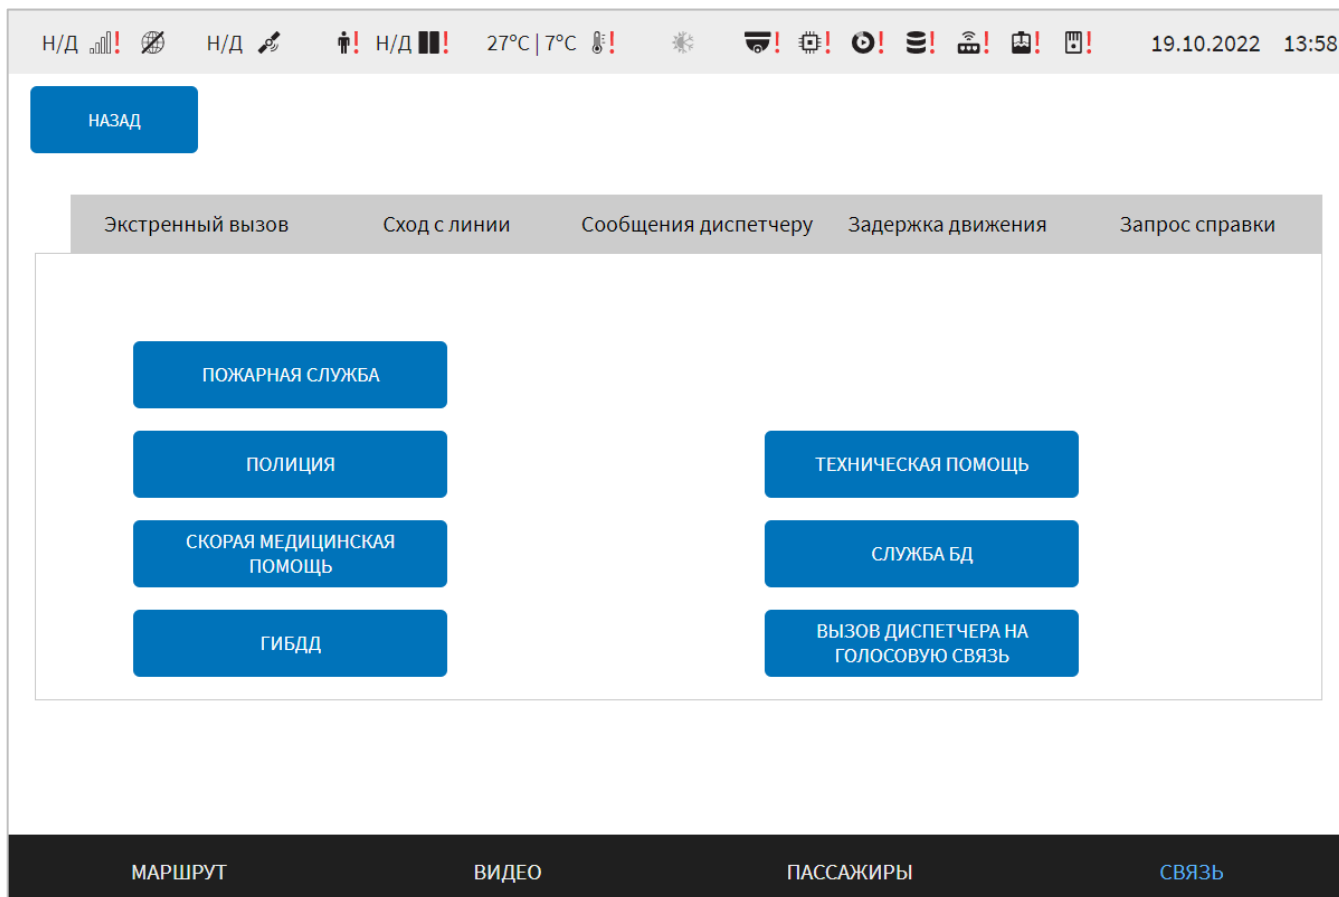 Н/Д ! Н/Д ! Н/Д ! 27°C | 7°C ! ! ! ! ! ! ! ! 19.10.2022 13:58
НАЗАД
Экстренный вызов Сход с линии Сообщения диспетчеру Задержка движения Запрос справки
ПОЖАРНАЯ СЛУЖБА
ПОЛИЦИЯ ТЕХНИЧЕСКАЯ ПОМОЩЬ
СКОРАЯ МЕДИЦИНСКАЯ
ПОМОЩЬ
СЛУЖБА БД
ГИБДД
ВЫЗОВ ДИСПЕТЧЕРА НА
ГОЛОСОВУЮ СВЯЗЬ
МАРШРУТ ВИДЕО ПАССАЖИРЫ СВЯЗЬ